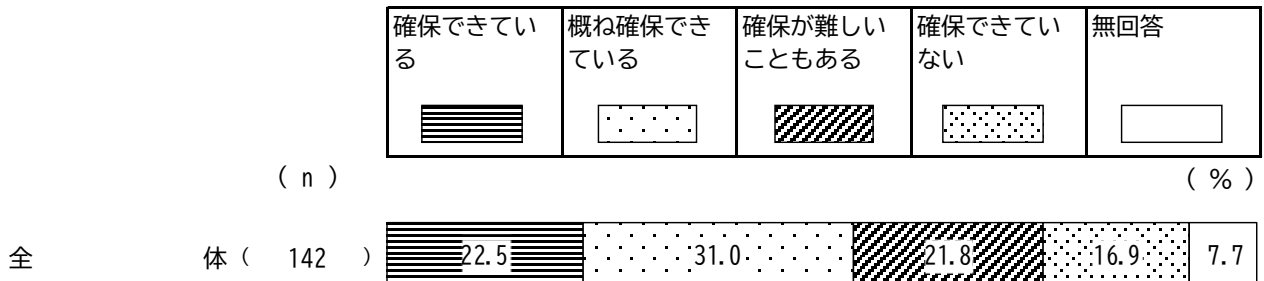 確保できてい 概ね確保でき 確保が難しい 確保できてい 無回答
る ている こともある ない
( n ) ( % )
全 体 ( 142 ) 22.5 31.0 21.8 16.9 7.7